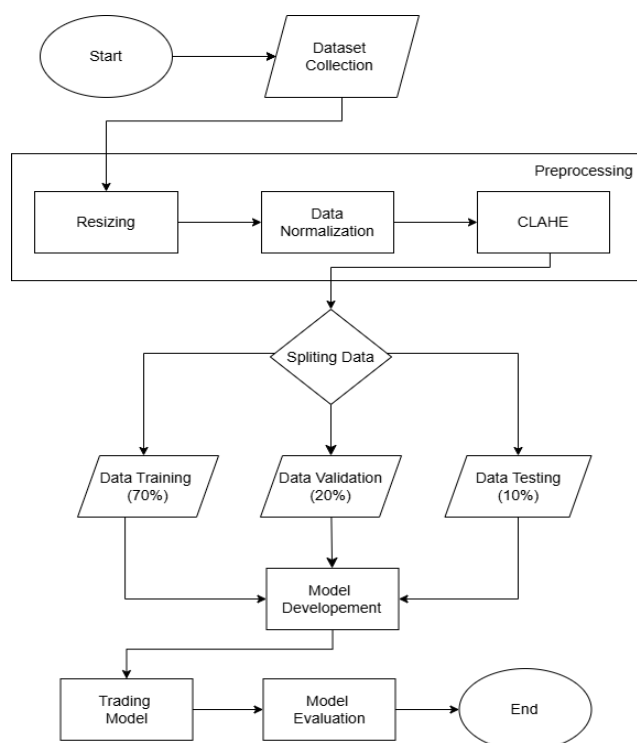 Start
Dataset
Collection
Preprocessing
Resizing
Data
Normalization
CLAHE
Spliting Data
Data Training
(70%)
Data Validation
(20%)
Data Testing
(10%)
Model
Developement
Trading
Model
Model
Evaluation
End